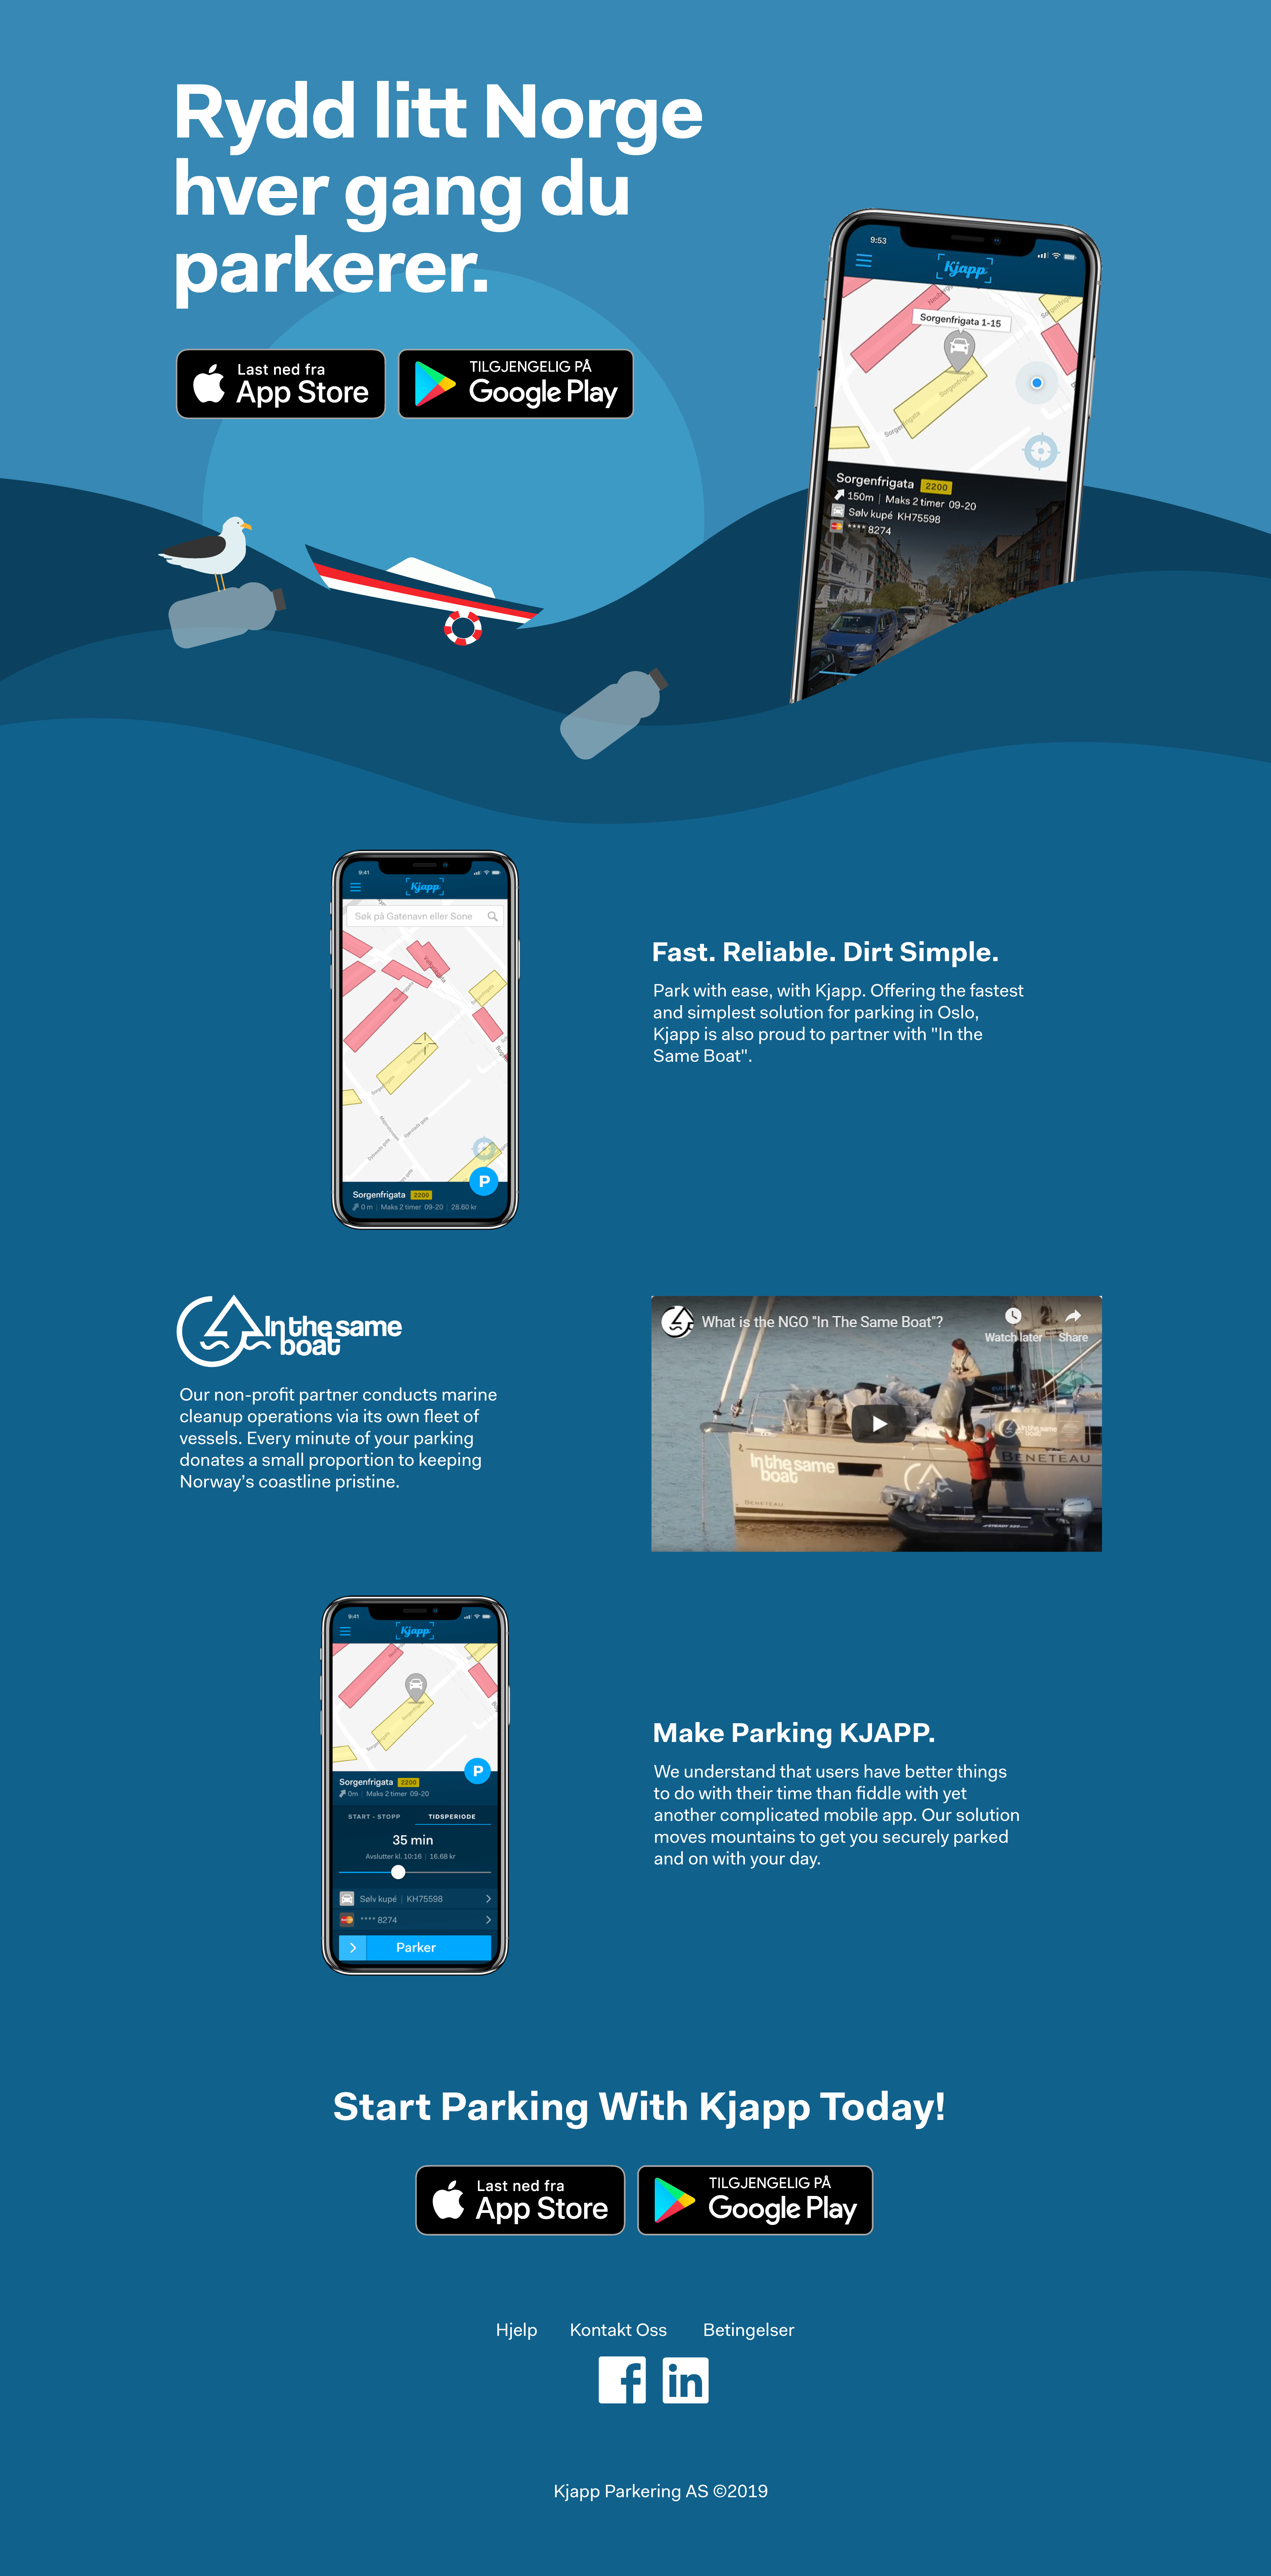 Rydd litt Norge
hver gang du
parkerer.
Last ned fra
App Store
TILGJENGELIG PÅ
Google Play
9:53
Kjapp
Sorgenfrigata 1-15
Sorgenfrigata
Sorgenfrigata 2200
150m | Maks 2 timer 09-20
Sølv kupé KH75598
**** 8274
9:41
Kjapp
Søk på Gatenavn eller Sone
Sorgenfrigata 2200
0 m | Maks 2 timer 09-20 | 28.60 kr
P
Fast. Reliable. Dirt Simple.
Park with ease, with Kjapp. Offering the fastest
and simplest solution for parking in Oslo,
Kjapp is also proud to partner with "In the
Same Boat".
In the same
boat
Our non-profit partner conducts marine
cleanup operations via its own fleet of
vessels. Every minute of your parking
donates a small proportion to keeping
Norway's coastline pristine.
What is the NGO "In The Same Boat"?
Watch later
Share
In the same
boat
BENETEAU
BENETEAU
9:41
Kjapp
P
Sorgenfrigata 2200
0m | Maks 2 timer 09-20
START - STOPP
TIDSPERIODE
35 min
Avslutter kl. 10:16 | 16.68 kr
Sølv kupé | KH75598
**** 8274
Parker
Make Parking KJAPP.
We understand that users have better things
to do with their time than fiddle with yet
another complicated mobile app. Our solution
moves mountains to get you securely parked
and on with your day.
Start Parking With Kjapp Today!
Last ned fra
App Store
TILGJENGELIG PÅ
Google Play
Hjelp
Kontakt Oss
Betingelser
f
in
Kjapp Parkering AS ©2019